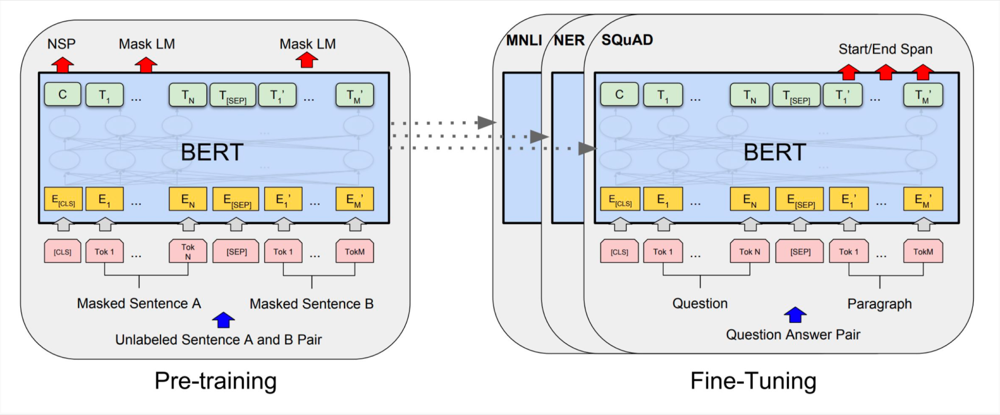 NSP Mask LM Mask LM
C T1 ... TN T[SEP] T1’ ... TM’
... 
BERT
...
E[CLS] E1 ... EN E[SEP] E1’ ... EM’
[CLS] Tok 1 ... Tok N [SEP] Tok 1 ... TokM
Masked Sentence A Masked Sentence B
Unlabeled Sentence A and B Pair
Pre-training
MNLI NER SQuAD
Start/End Span
C T1 ... TN T[SEP] T1’ ... TM’
...
BERT
...
E[CLS] E1 ... EN E[SEP] E1’ ... EM’
[CLS] Tok 1 ... Tok N [SEP] Tok 1 ... TokM
Question Paragraph
Question Answer Pair
Fine-Tuning